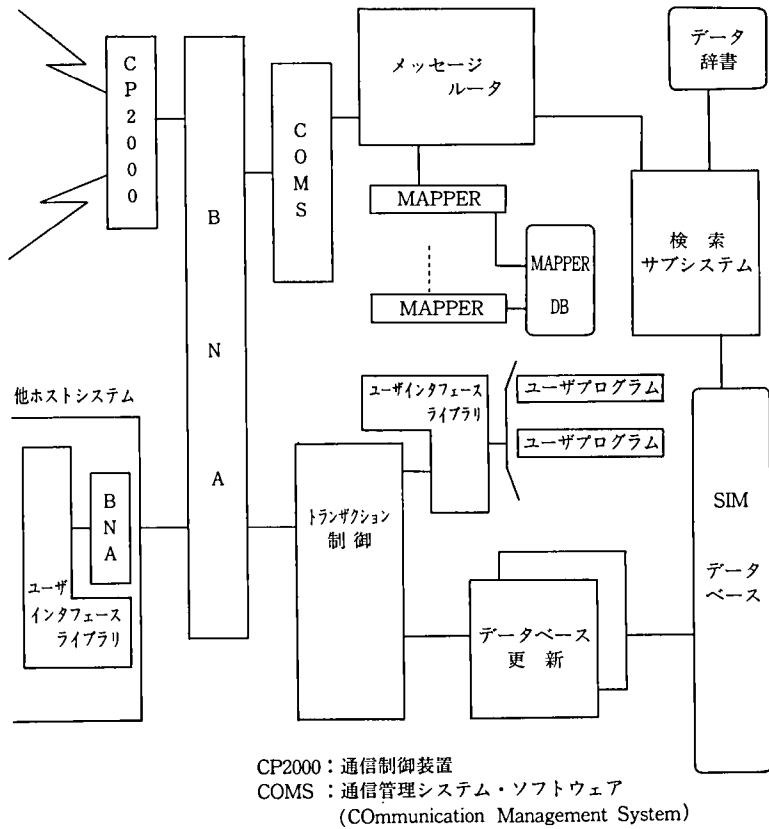 CP2000
BNA
COMS
メッセージ
ルータ
データ
辞書
MAPPER
MAPPER
DB
MAPPER
検 索
サブシステム
他ホストシステム
BNA
ユーザ
インタフェース
ライブラリ
ユーザインタフェース
ライブラリ
ユーザプログラム
ユーザプログラム
トランザクション
制 御
データベース
更 新
SIM
データ
ベース
CP2000：通信制御装置
COMS ：通信管理システム・ソフトウェア
(COmmunication Management System)